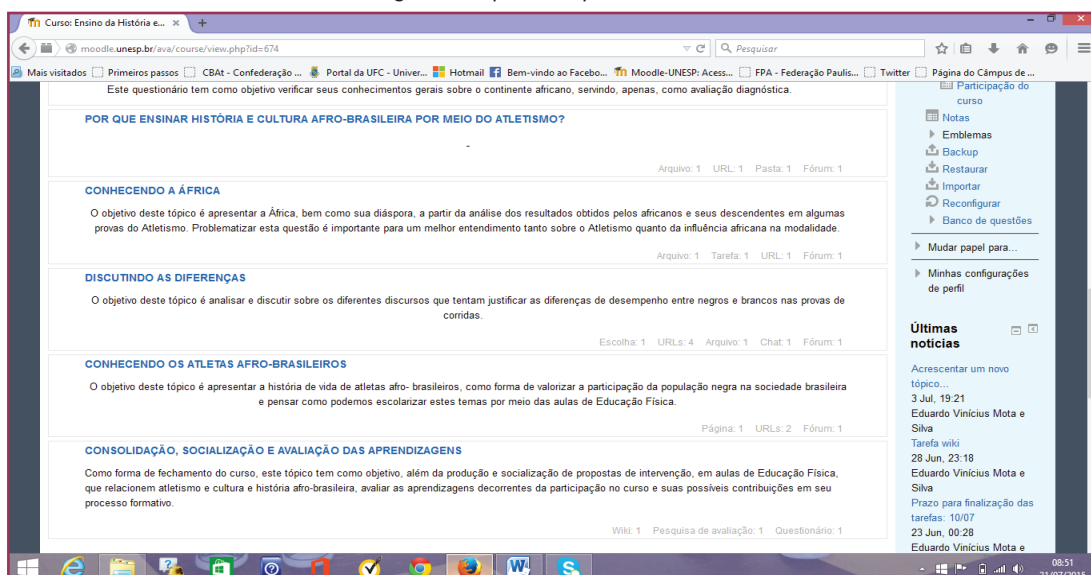 Curso: Ensino da História e...
moodle.unesp.br/ava/course/view.php?id=674
Pesquisar
Mais visitados Primeiros passos CBAt - Confederação ... Portal da UFC - Univer... Hotmail Bem-vindo ao Facebo... Moodle-UNESP: Acess... FPA - Federação Paulis... Twitter Página do Câmpus de ...
Este questionário tem como objetivo verificar seus conhecimentos gerais sobre o continente africano, servindo, apenas, como avaliação diagnóstica.
POR QUE ENSINAR HISTÓRIA E CULTURA AFRO-BRASILEIRA POR MEIO DO ATLETISMO?
-
Arquivo: 1 URL: 1 Pasta: 1 Fórum: 1
CONHECENDO A ÁFRICA
O objetivo deste tópico é apresentar a África, bem como sua diáspora, a partir da análise dos resultados obtidos pelos africanos e seus descendentes em algumas
provas do Atletismo. Problematizar esta questão é importante para um melhor entendimento tanto sobre o Atletismo quanto da influência africana na modalidade.
Arquivo: 1 Tarefa: 1 URL: 1 Fórum: 1
DISCUTINDO AS DIFERENÇAS
O objetivo deste tópico é analisar e discutir sobre os diferentes discursos que tentam justificar as diferenças de desempenho entre negros e brancos nas provas de
corridas.
Escolha: 1 URLs: 4 Arquivo: 1 Chat: 1 Fórum: 1
CONHECENDO OS ATLETAS AFRO-BRASILEIROS
O objetivo deste tópico é apresentar a história de vida de atletas afro- brasileiros, como forma de valorizar a participação da população negra na sociedade brasileira
e pensar como podemos escolarizar estes temas por meio das aulas de Educação Física.
Página: 1 URLs: 2 Fórum: 1
CONSOLIDAÇÃO, SOCIALIZAÇÃO E AVALIAÇÃO DAS APRENDIZAGENS
Como forma de fechamento do curso, este tópico tem como objetivo, além da produção e socialização de propostas de intervenção, em aulas de Educação Física,
que relacionem atletismo e cultura e história afro-brasileira, avaliar as aprendizagens decorrentes da participação no curso e suas possíveis contribuições em seu
processo formativo.
Wiki: 1 Pesquisa de avaliação: 1 Questionário: 1
Participação do
curso
Notas
Emblemas
Backup
Restaurar
Importar
Reconfigurar
Banco de questões
Mudar papel para...
Minhas configurações
de perfil
Últimas
notícias
Acrescentar um novo
tópico...
3 Jul, 19:21
Eduardo Vinícius Mota e
Silva
Tarefa wiki
28 Jun, 23:18
Eduardo Vinícius Mota e
Silva
Prazo para finalização das
tarefas: 10/07
23 Jun, 00:28
Eduardo Vinícius Mota e
08:51